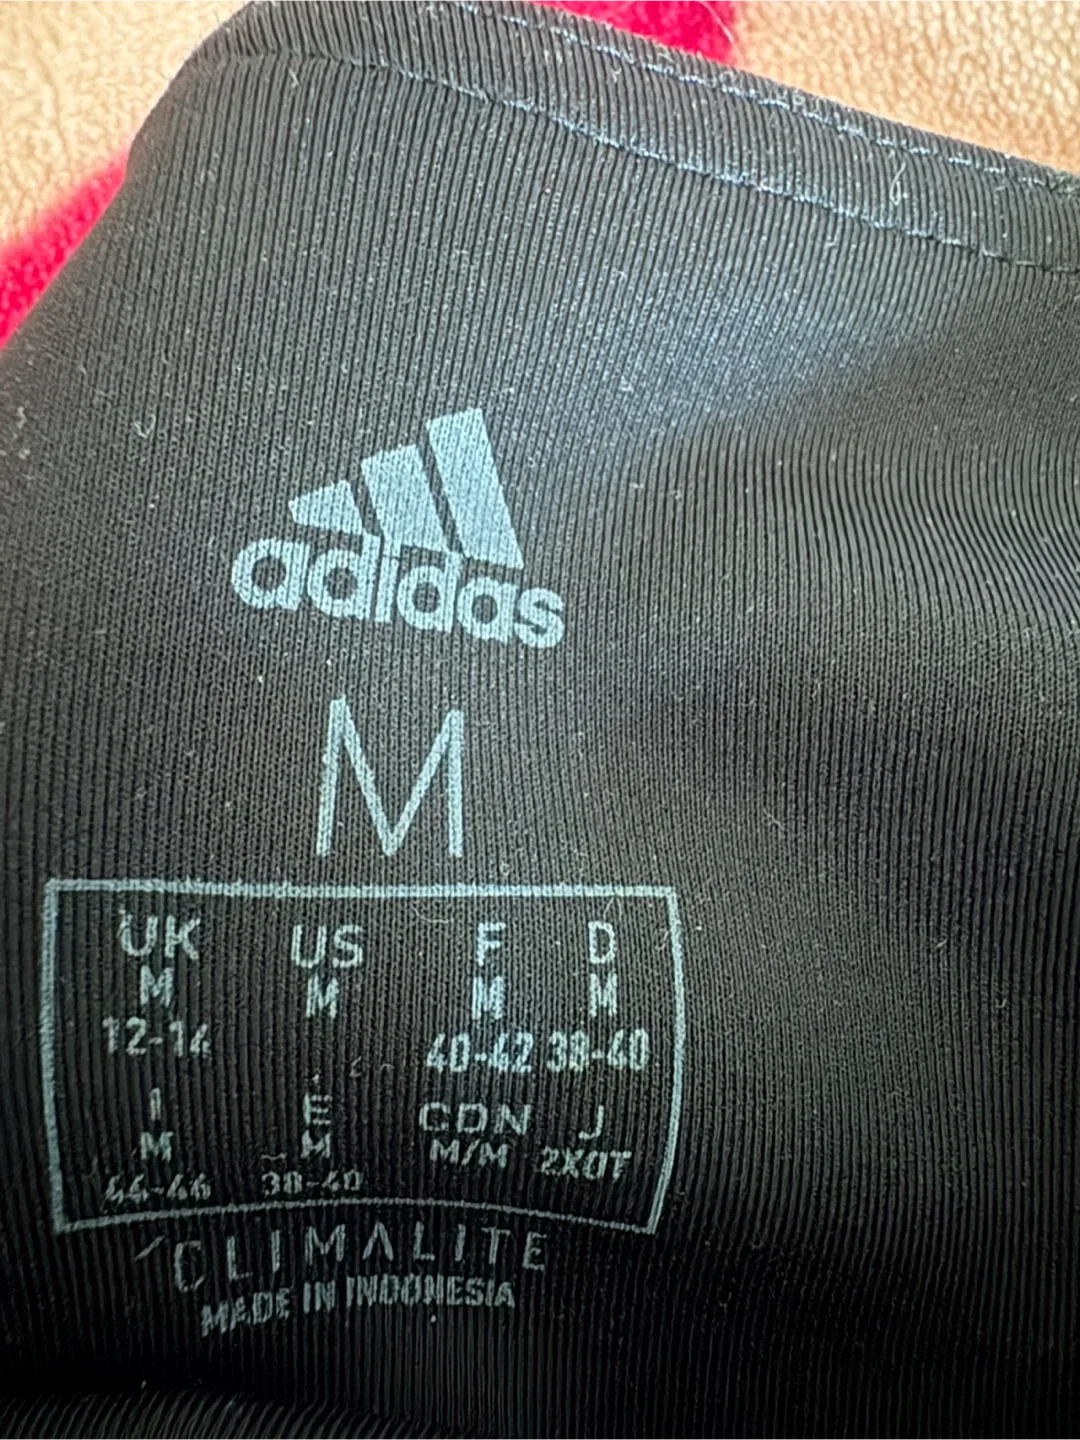 adidas
M
UK US F D
M M M M
12-14 40-42 38-40
I E CDN J
M M M/M 2XOT
44-46 38-40
CLIMALITE
MADE IN INDONESIA